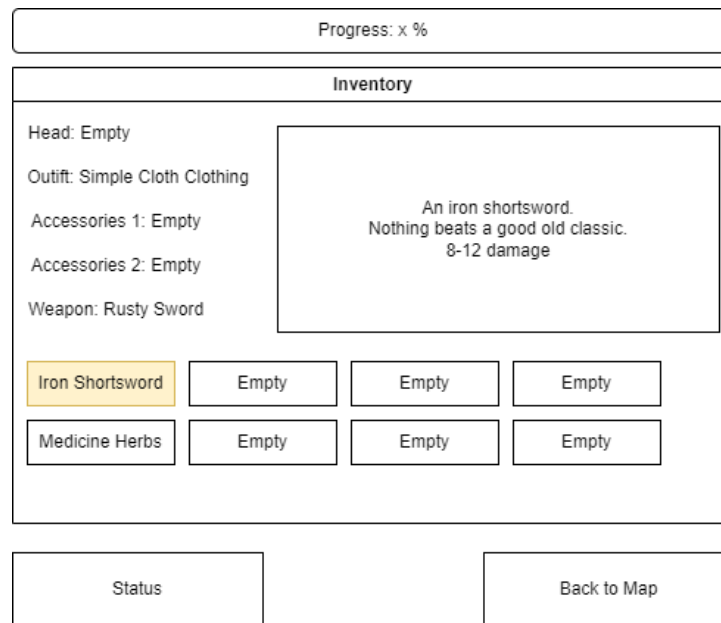 Progress: x %
Inventory
Head: Empty
Outift: Simple Cloth Clothing
Accessories 1: Empty
Accessories 2: Empty
Weapon: Rusty Sword
An iron shortsword.
Nothing beats a good old classic.
8-12 damage
Iron Shortsword
Empty
Empty
Empty
Medicine Herbs
Empty
Empty
Empty
Status
Back to Map